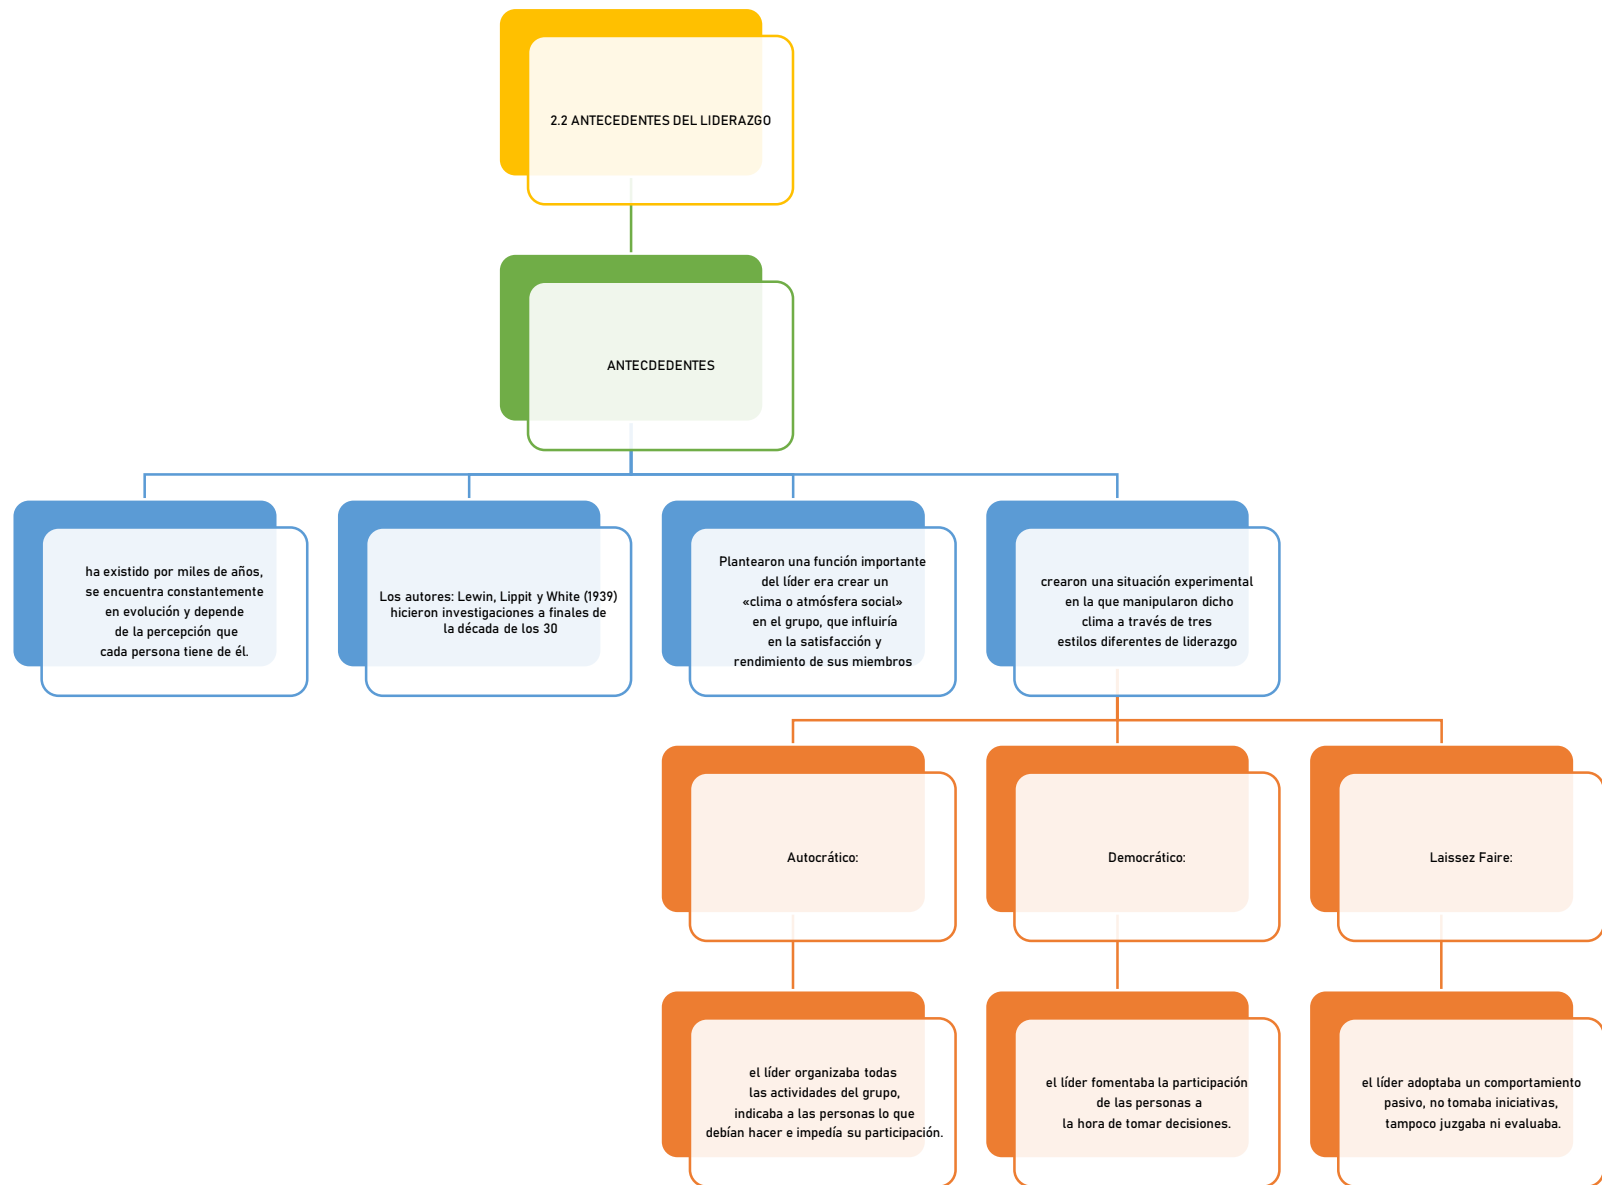 2.2 ANTECEDENTES DEL LIDERAZGO
ANTECDEDENTES
ha existido por miles de años,
se encuentra constantemente
en evolución y depende
de la percepción que
cada persona tiene de él.
Los autores: Lewin, Lippit y White (1939)
hicieron investigaciones a finales de
la década de los 30
Plantearon una función importante
del líder era crear un
«clima o atmósfera social»
en el grupo, que influiría
en la satisfacción y
rendimiento de sus miembros
crearon una situación experimental
en la que manipularon dicho
clima a través de tres
estilos diferentes de liderazgo
Autocrático:
Democrático:
Laissez Faire:
el líder organizaba todas
las actividades del grupo,
indicaba a las personas lo que
debían hacer e impedía su participación.
el líder fomentaba la participación
de las personas a
la hora de tomar decisiones.
el líder adoptaba un comportamiento
pasivo, no tomaba iniciativas,
tampoco juzgaba ni evaluaba.